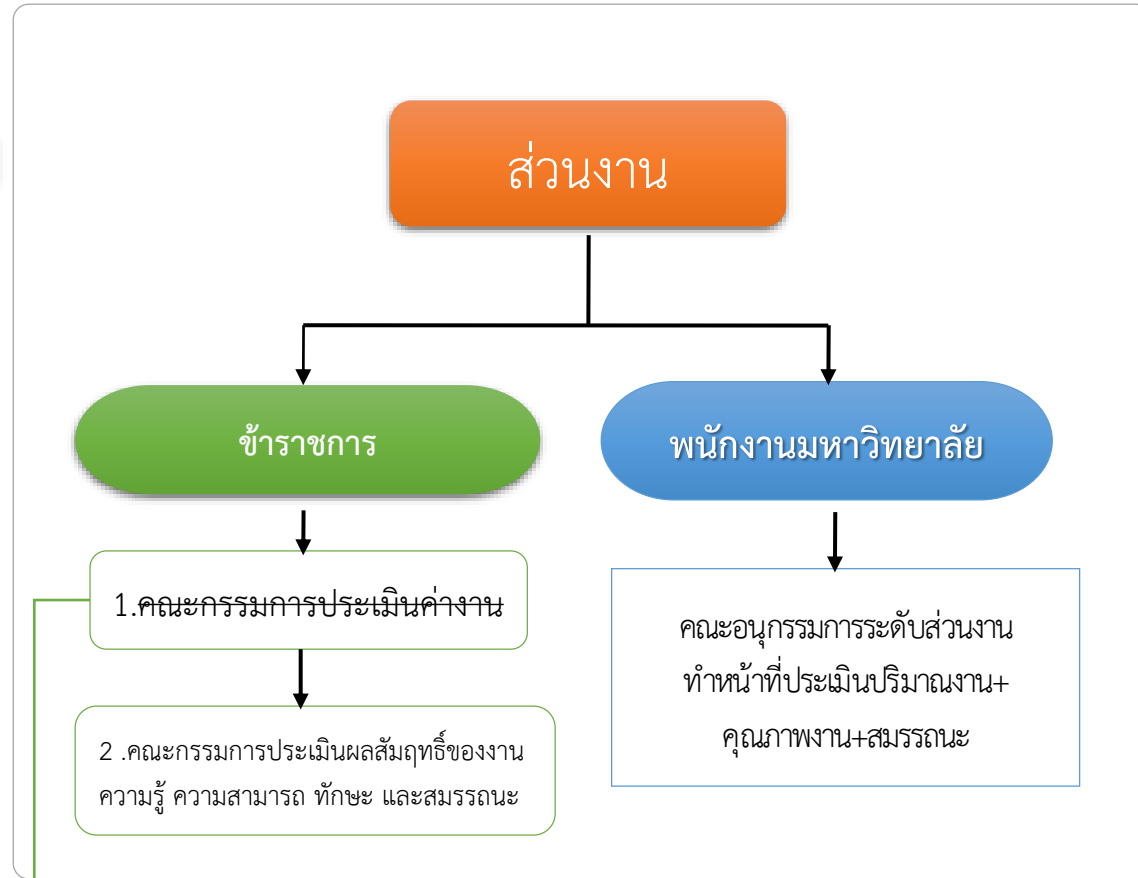 ส่วนงาน
ข้าราชการ
พนักงานมหาวิทยาลัย
1.คณะกรรมการประเมินค่างาน
2 .คณะกรรมการประเมินผลสัมฤทธิ์ของงาน
ความรู้ ความสามารถ ทักษะ และสมรรถนะ
คณะอนุกรรมการระดับส่วนงาน
ทำหน้าที่ประเมินปริมาณงาน+
คุณภาพงาน+สมรรถนะ